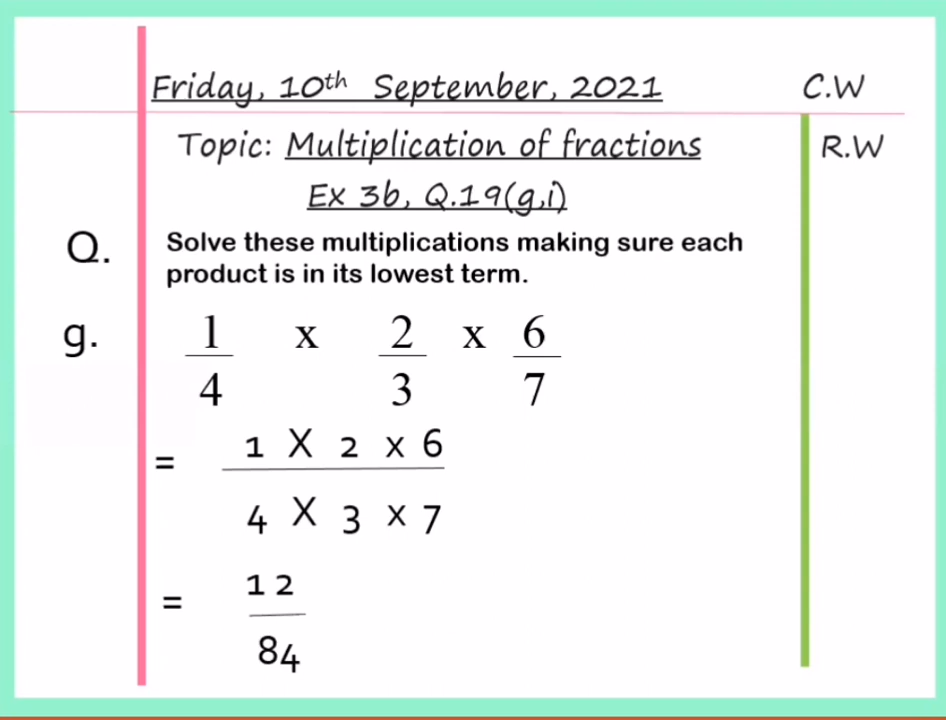 Friday, 10th September, 2021 C.W
Topic: Multiplication of fractions R.W
Ex 3b, Q.19(g,i)
Q. Solve these multiplications making sure each
product is in its lowest term.
g. 1 x 2 x 6
4 3 7
= 1 X 2 x 6
4 X 3 x 7
= 12
84